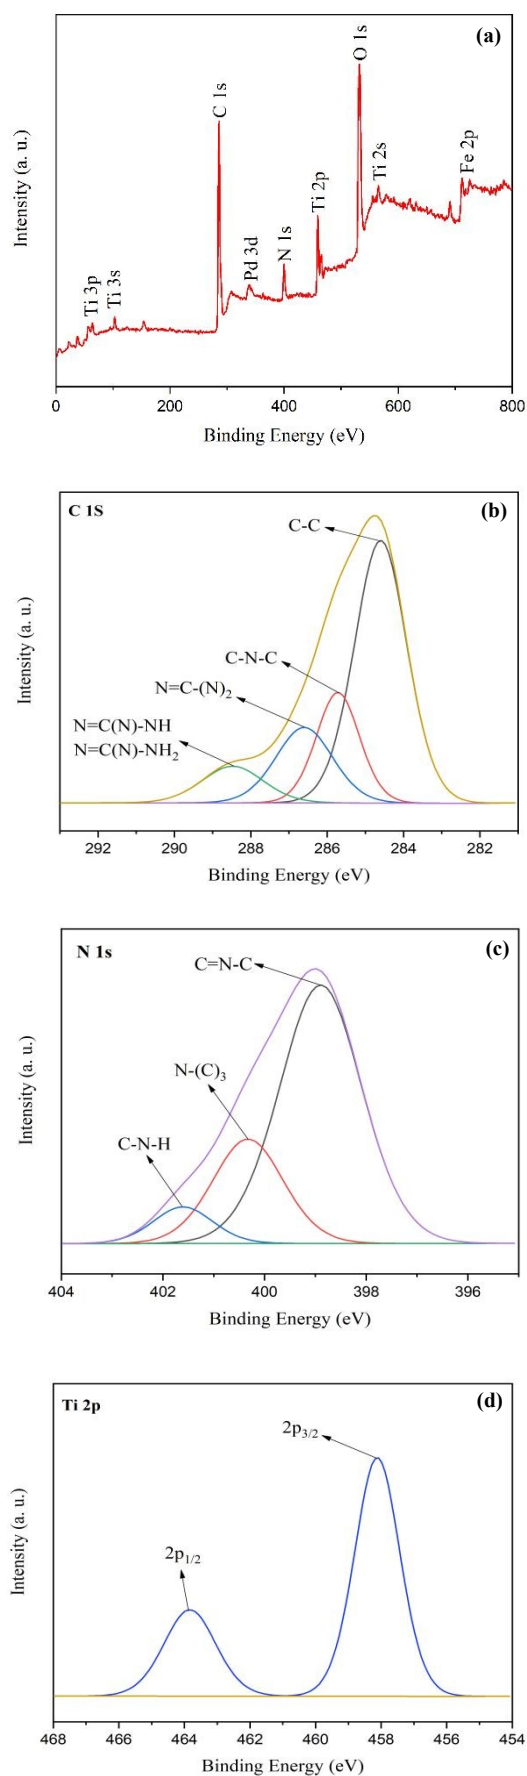 (a)
O 1s
C 1s
Fe 2p
Ti 2s
Ti 2p
N 1s
Pd 3d
Ti 3s
Ti 3p
Intensity (a. u.)
0 200 400 600 800
Binding Energy (eV)
C 1S
(b)
C-C
C-N-C
N=C-(N)₂
N=C(N)-NH
N=C(N)-NH₂
Intensity (a. u.)
292 290 288 286 284 282
Binding Energy (eV)
N 1s
(c)
C=N-C
N-(C)₃
C-N-H
Intensity (a. u.)
404 402 400 398 396
Binding Energy (eV)
Ti 2p
(d)
2p₃/₂
2p₁/₂
Intensity (a. u.)
468 466 464 462 460 458 456 454
Binding Energy (eV)